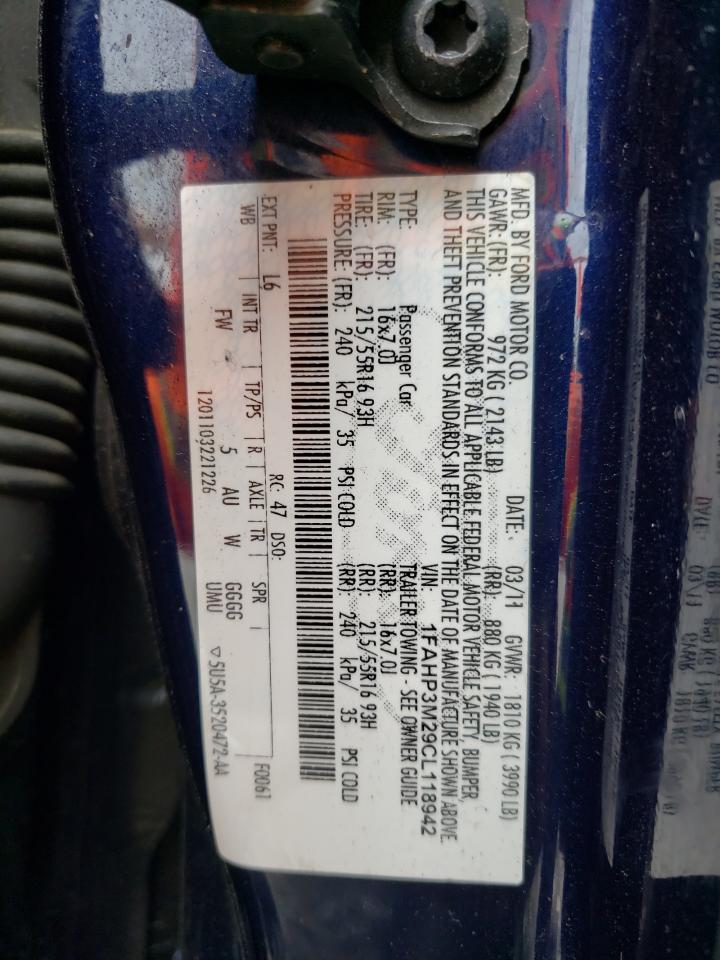 MFD. BY FORD MOTOR CO.
DATE: 03/11 GVWR: 1810 KG ( 3990 LB)
GAWR: (FR): 972 KG ( 2143 LB) (RR): 880 KG ( 1940 LB)
THIS VEHICLE CONFORMS TO ALL APPLICABLE FEDERAL MOTOR VEHICLE SAFETY, BUMPER,
AND THEFT PREVENTION STANDARDS IN EFFECT ON THE DATE OF MANUFACTURE SHOWN ABOVE.
VIN: 1FAHP3M29CL118942
TYPE: Passenger Car TRAILER TOWING - SEE OWNER GUIDE
RIM: (FR): 16x7.0J (RR): 16x7.0J
TIRE: (FR): 215/55R16 93H (RR): 215/55R16 93H
PRESSURE: (FR): 240 kPa/ 35 PSI COLD (RR): 240 kPa/ 35 PSI COLD
EXT PNT: L6 RC: 47 DSO: F0061
WB INT TR TP/PS R AXLE TR SPR
FW 5 AU W GGGG
UMU
1201103221226 ▽5U5A-3520472-AA